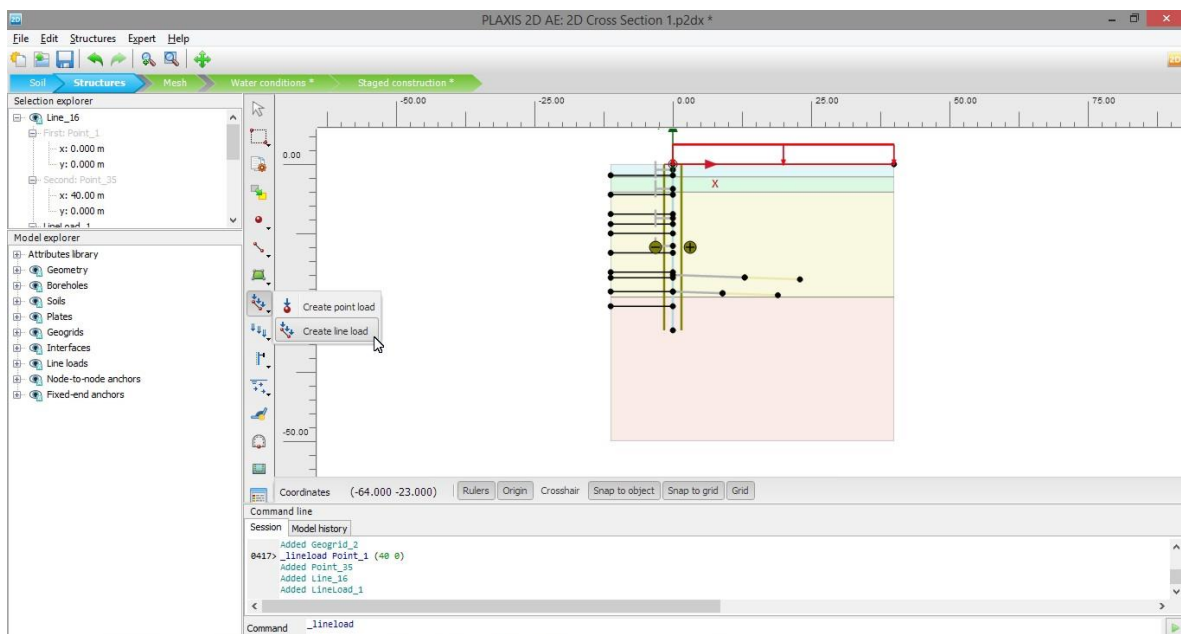 PLAXIS 2D AE: 2D Cross Section 1.p2dx *
File Edit Structures Expert Help
Soil Structures Mesh Water conditions * Staged construction *
Selection explorer
Line_16
First: Point_1
x: 0.000 m
y: 0.000 m
Second: Point_35
x: 40.00 m
y: 0.000 m
LineLoad_1
Model explorer
Attributes library
Geometry
Boreholes
Soils
Plates
Geogrids
Interfaces
Line loads
Node-to-node anchors
Fixed-end anchors
-50.00 -25.00 0.00 25.00 50.00 75.00
0.00
X
Create point load
Create line load
-50.00
Coordinates (-64.000 -23.000) Rulers Origin Crosshair Snap to object Snap to grid Grid
Command line
Session Model history
Added Geogrid_2
0417> _lineload Point_1 (40 0)
Added Point_35
Added Line_16
Added LineLoad_1
Command _lineload